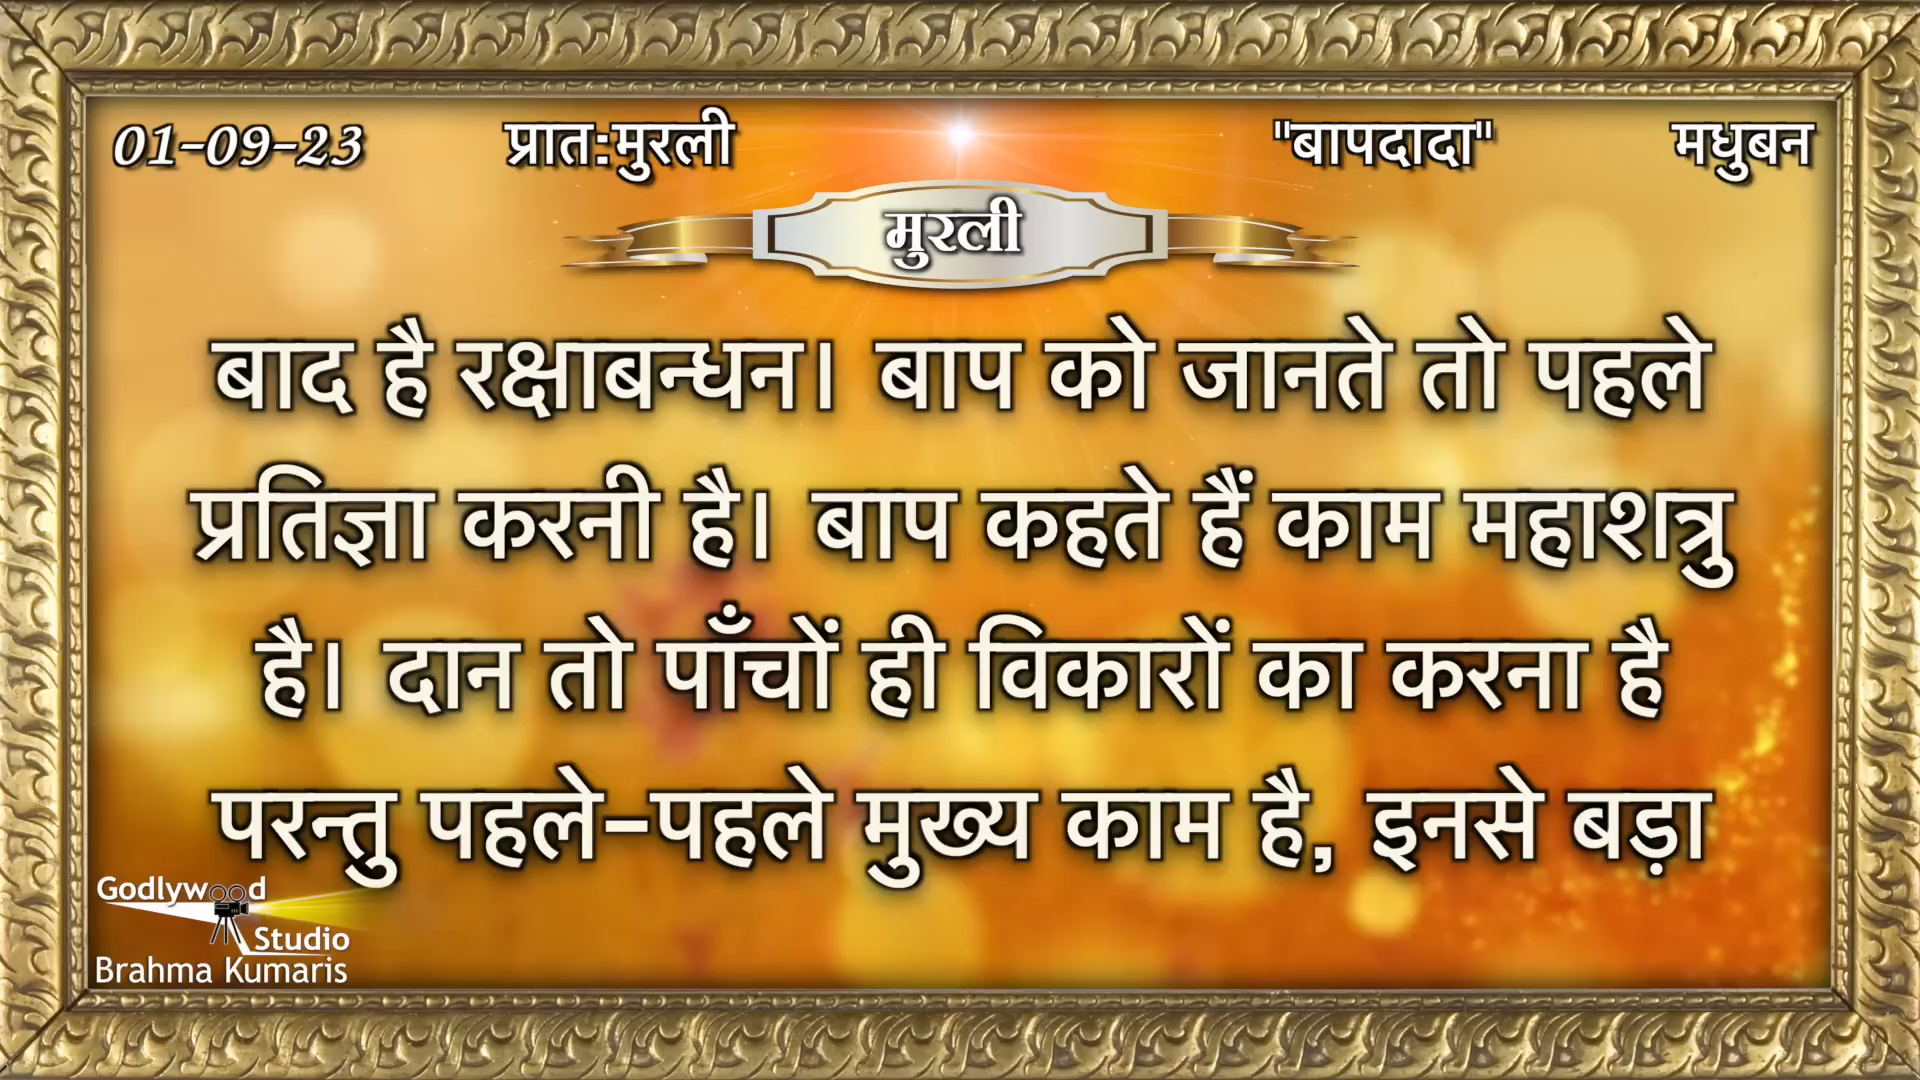 01-09-23 प्रात:मुरली "बापदादा" मधुबन
मुरली
बाद है रक्षाबन्धन। बाप को जानते तो पहले
प्रतिज्ञा करनी है। बाप कहते हैं काम महाशत्रु
है। दान तो पाँचों ही विकारों का करना है
परन्तु पहले-पहले मुख्य काम है, इनसे बड़ा
Godlywood
Studio
Brahma Kumaris